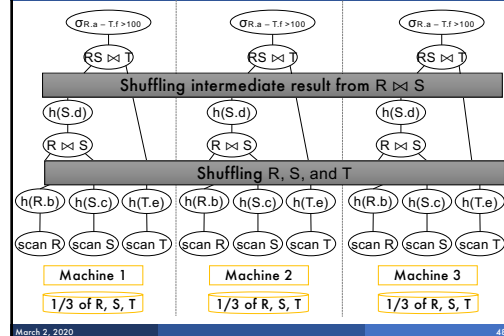 σR.a – T.f >100 σR.a – T.f >100 σR.a – T.f >100
RS ⋈ T RS ⋈ T RS ⋈ T
Shuffling intermediate result from R ⋈ S
h(S.d) h(S.d) h(S.d)
R ⋈ S R ⋈ S R ⋈ S
Shuffling R, S, and T
h(R.b) h(S.c) h(T.e) h(R.b) h(S.c) h(T.e) h(R.b) h(S.c) h(T.e)
scan R scan S scan T scan R scan S scan T scan R scan S scan T
Machine 1 Machine 2 Machine 3
1/3 of R, S, T 1/3 of R, S, T 1/3 of R, S, T
March 2, 2020